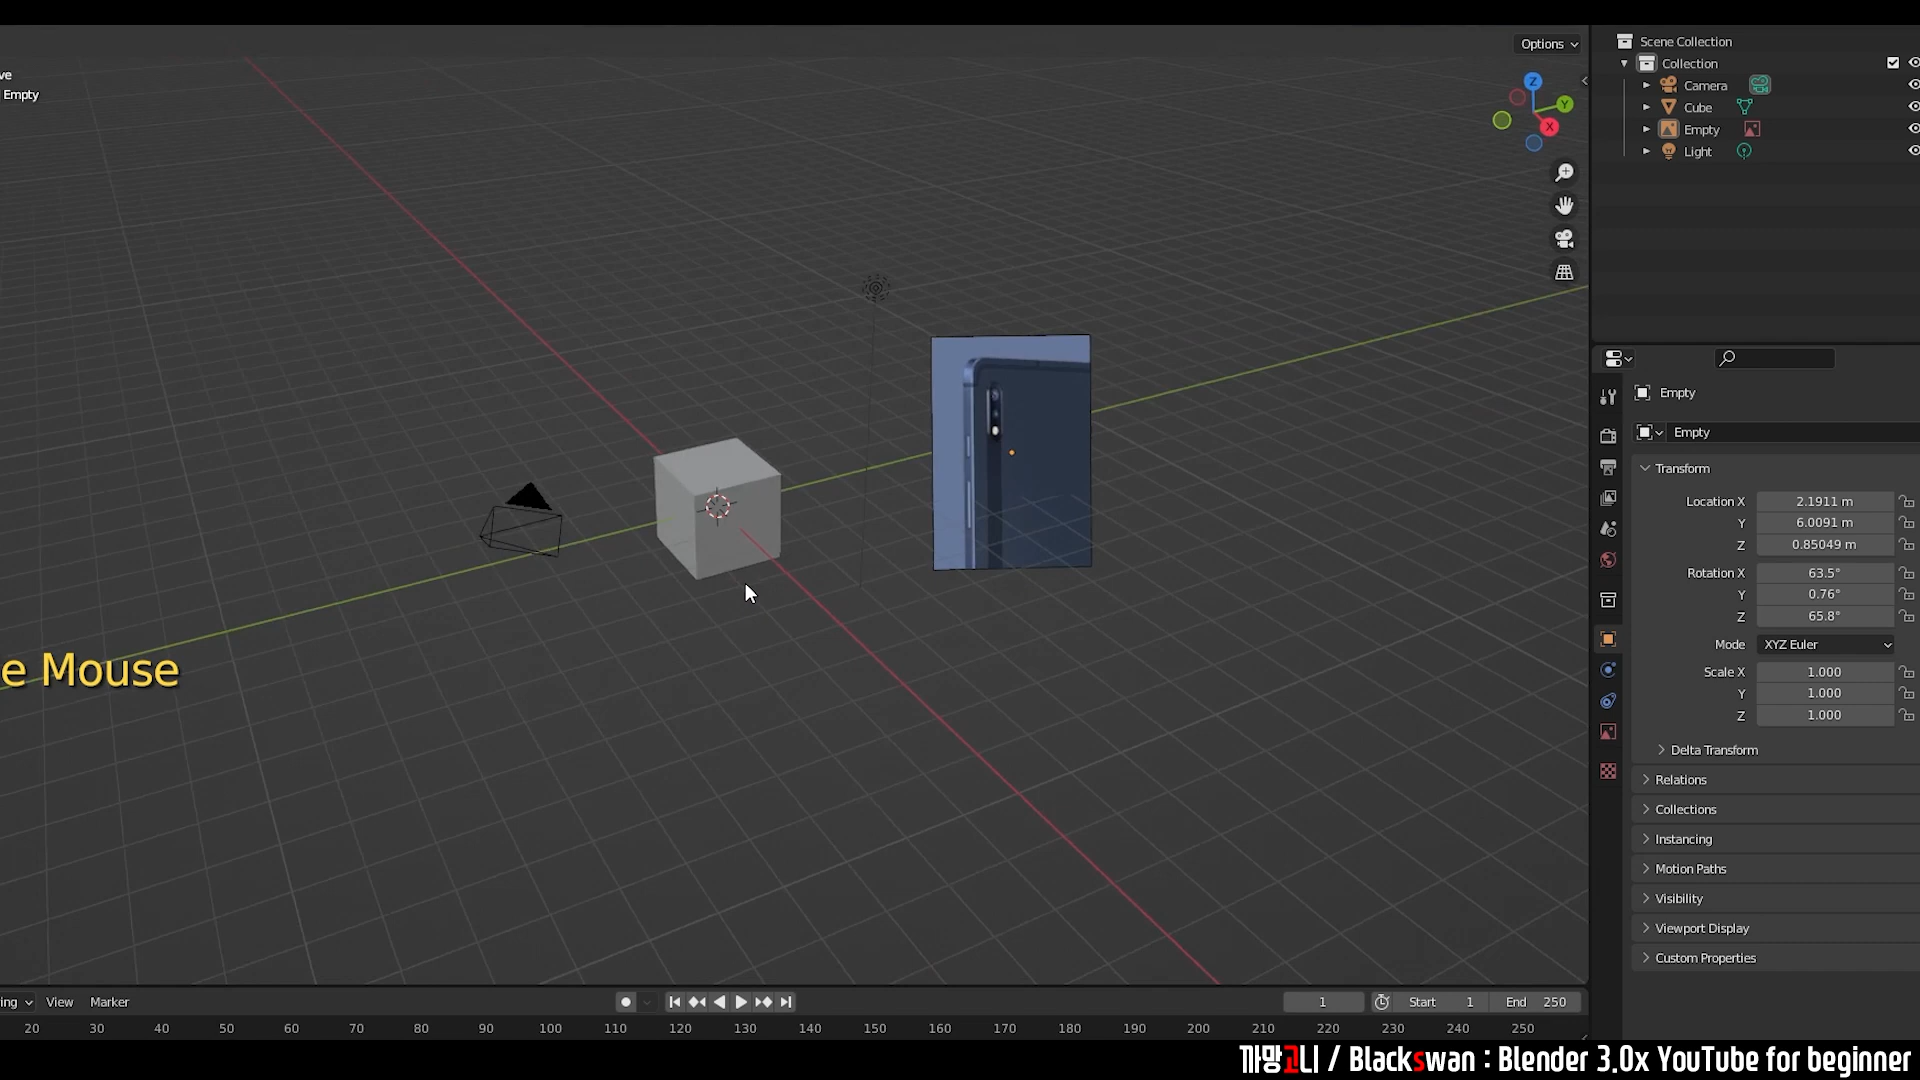 Options
ve
Empty
Z
Y
X
e Mouse
Scene Collection
Collection
Camera
Cube
Empty
Light
Empty
Empty
Transform
Location X 2.1911 m
Y 6.0091 m
Z 0.85049 m
Rotation X 63.5°
Y 0.76°
Z 65.8°
Mode XYZ Euler
Scale X 1.000
Y 1.000
Z 1.000
Delta Transform
Relations
Collections
Instancing
Motion Paths
Visibility
Viewport Display
Custom Properties
ing View Marker 1 Start 1 End 250
20 30 40 50 60 70 80 90 100 110 120 130 140 150 160 170 180 190 200 210 220 230 240 250
까망고니 / Blackswan : Blender 3.0x YouTube for beginner